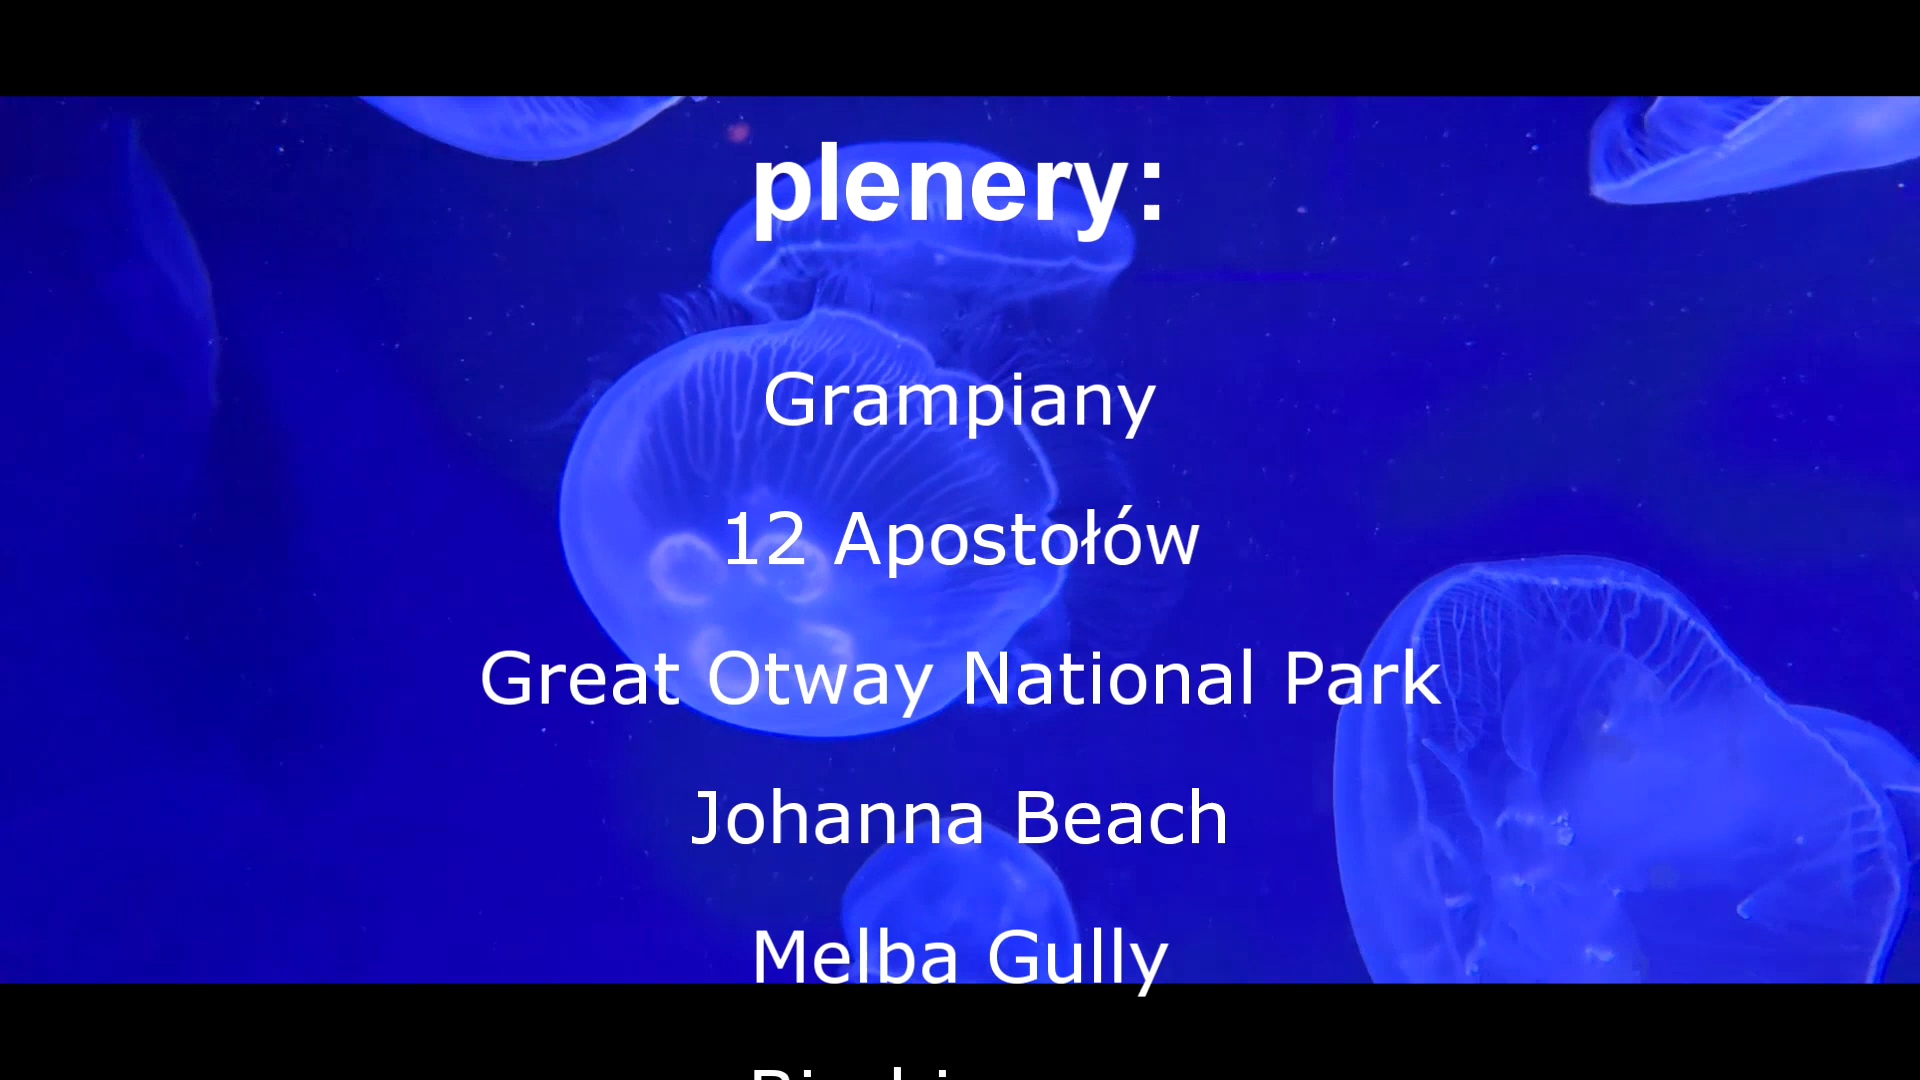 plenery:
Grampiany
12 Apostołów
Great Otway National Park
Johanna Beach
Melba Gully